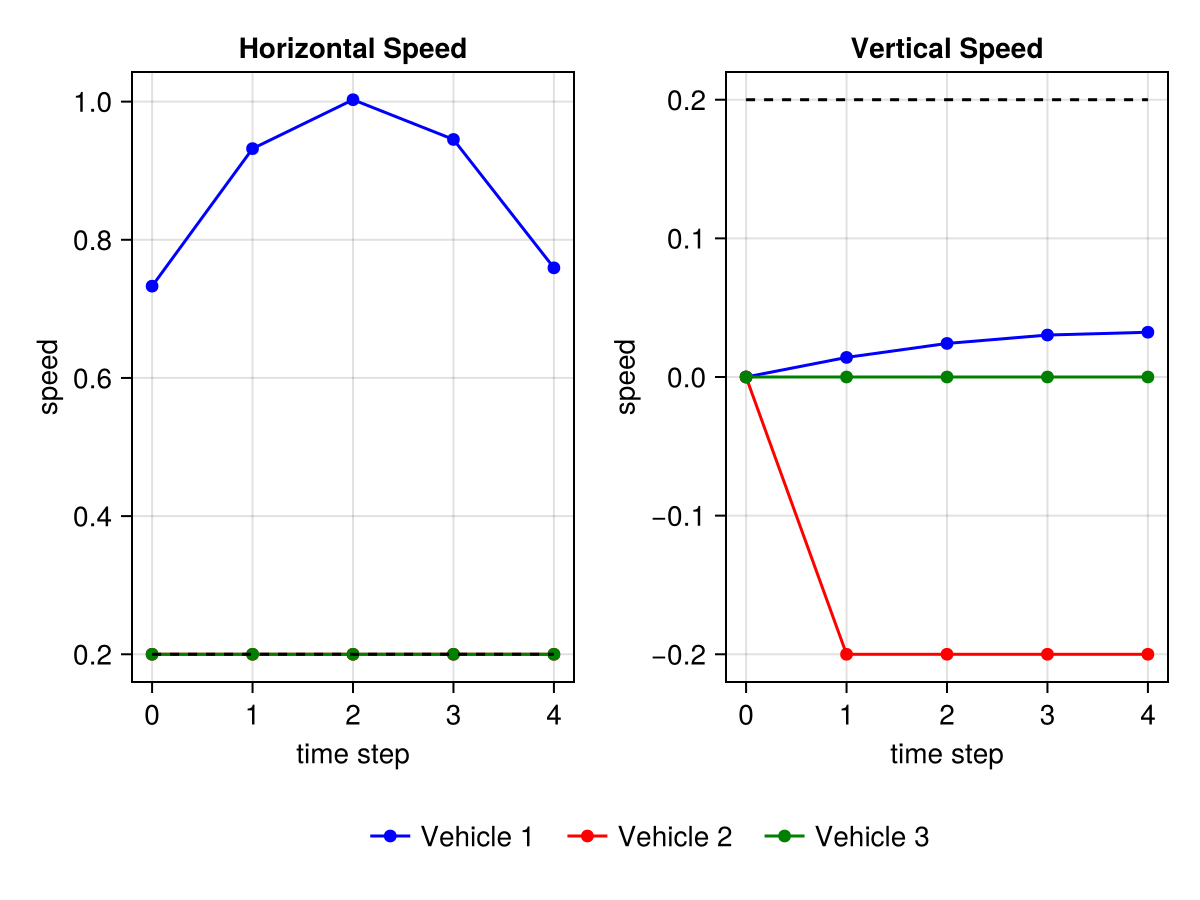 Horizontal Speed
1.0
0.8
0.6
0.4
0.2
speed
0 1 2 3 4
time step
Vertical Speed
0.2
0.1
0.0
−0.1
−0.2
speed
0 1 2 3 4
time step
Vehicle 1 Vehicle 2 Vehicle 3